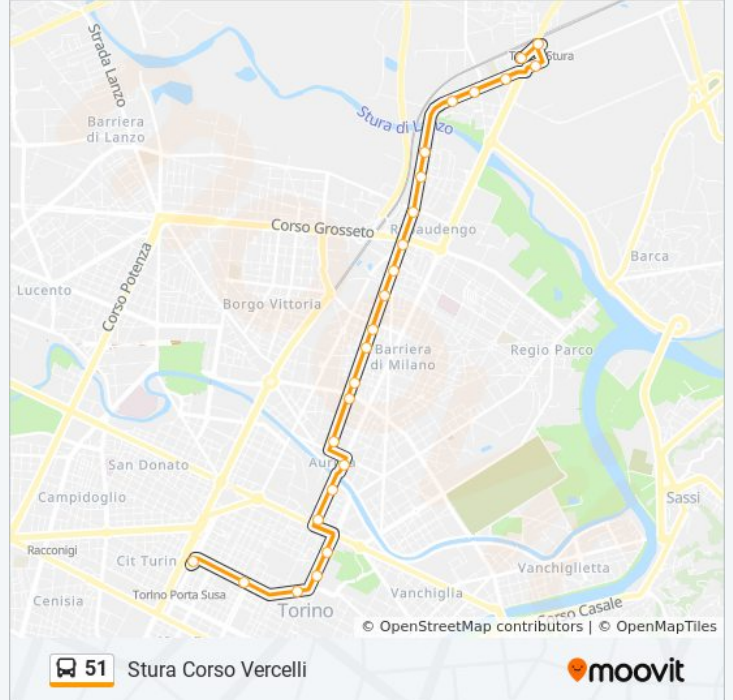 Strada Lanzo
Torino Stura
Stura di Lanzo
Barriera
di Lanzo
Corso Grosseto
Rebaudengo
Corso Potenza
Barca
Lucento
Borgo Vittoria
Barriera
di Milano
Regio Parco
San Donato
Aurora
Campidoglio
Sassi
Racconigi
Cit Turin
Vanchiglietta
Torino Porta Susa
Vanchiglia
Cenisia
Torino
Corso Casale
© OpenStreetMap contributors | © OpenMapTiles
51 Stura Corso Vercelli
moovit